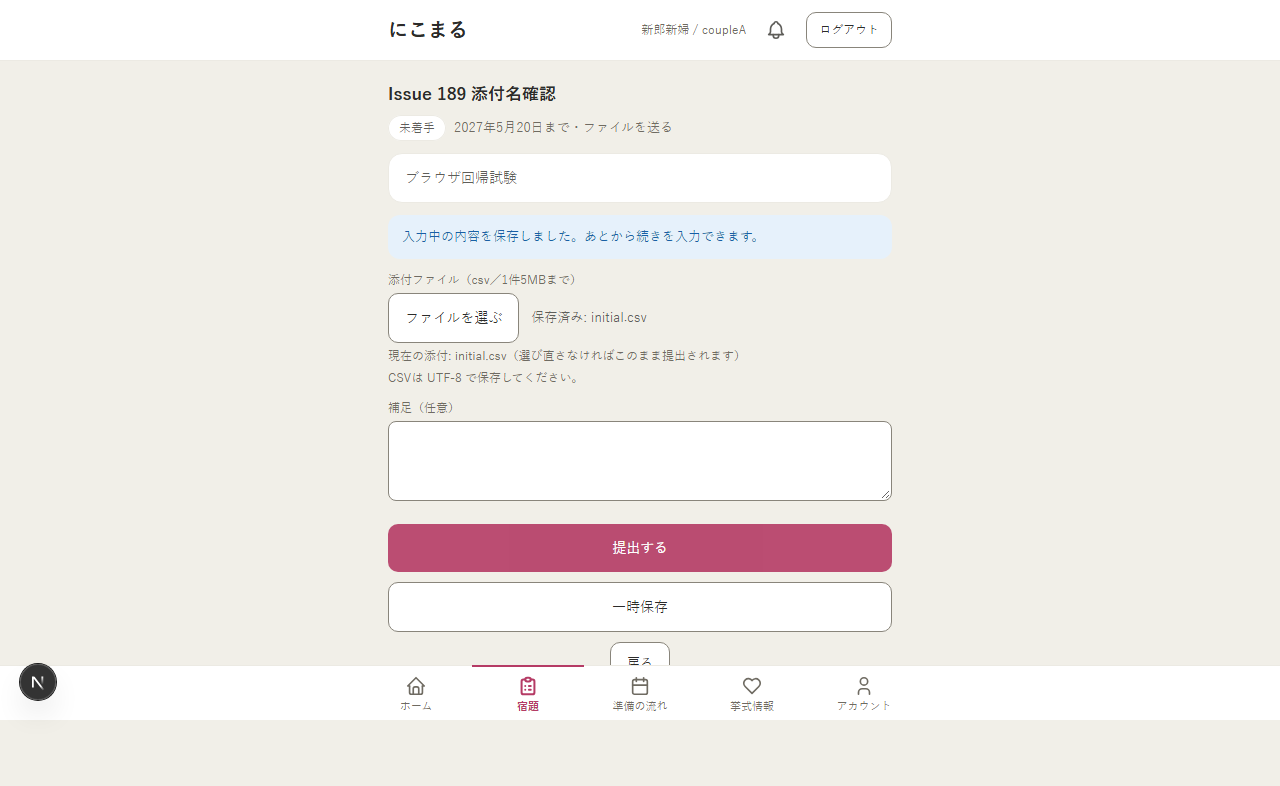 にこまる
新郎新婦 / coupleA
ログアウト
Issue 189 添付名確認
未着手
2027年5月20日まで・ファイルを送る
ブラウザ回帰試験
入力中の内容を保存しました。あとから続きを入力できます。
添付ファイル（csv／1件5MBまで）
ファイルを選ぶ
保存済み: initial.csv
現在の添付: initial.csv（選び直さなければこのまま提出されます）
CSVは UTF-8 で保存してください。
補足（任意）
提出する
一時保存
戻る
N
ホーム
宿題
準備の流れ
挙式情報
アカウント